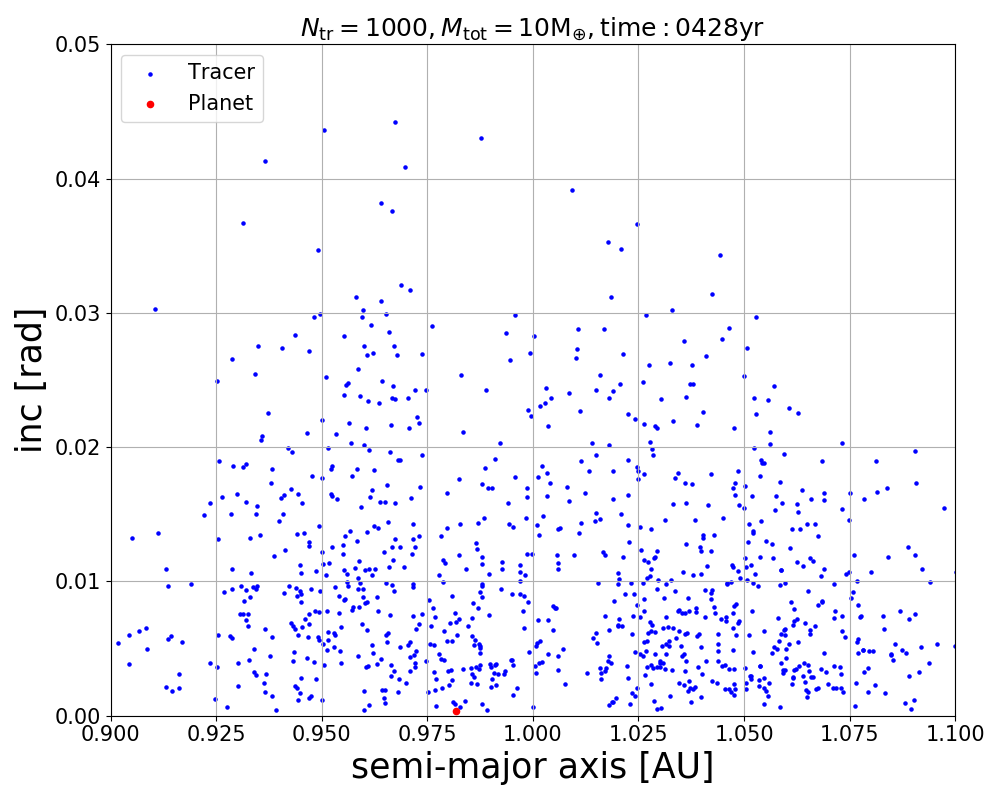 N_tr = 1000, M_tot = 10M_⊕, time : 0428yr
0.05
Tracer
Planet
0.04
0.03
0.02
0.01
0.00
inc [rad]
0.900 0.925 0.950 0.975 1.000 1.025 1.050 1.075 1.100
semi-major axis [AU]